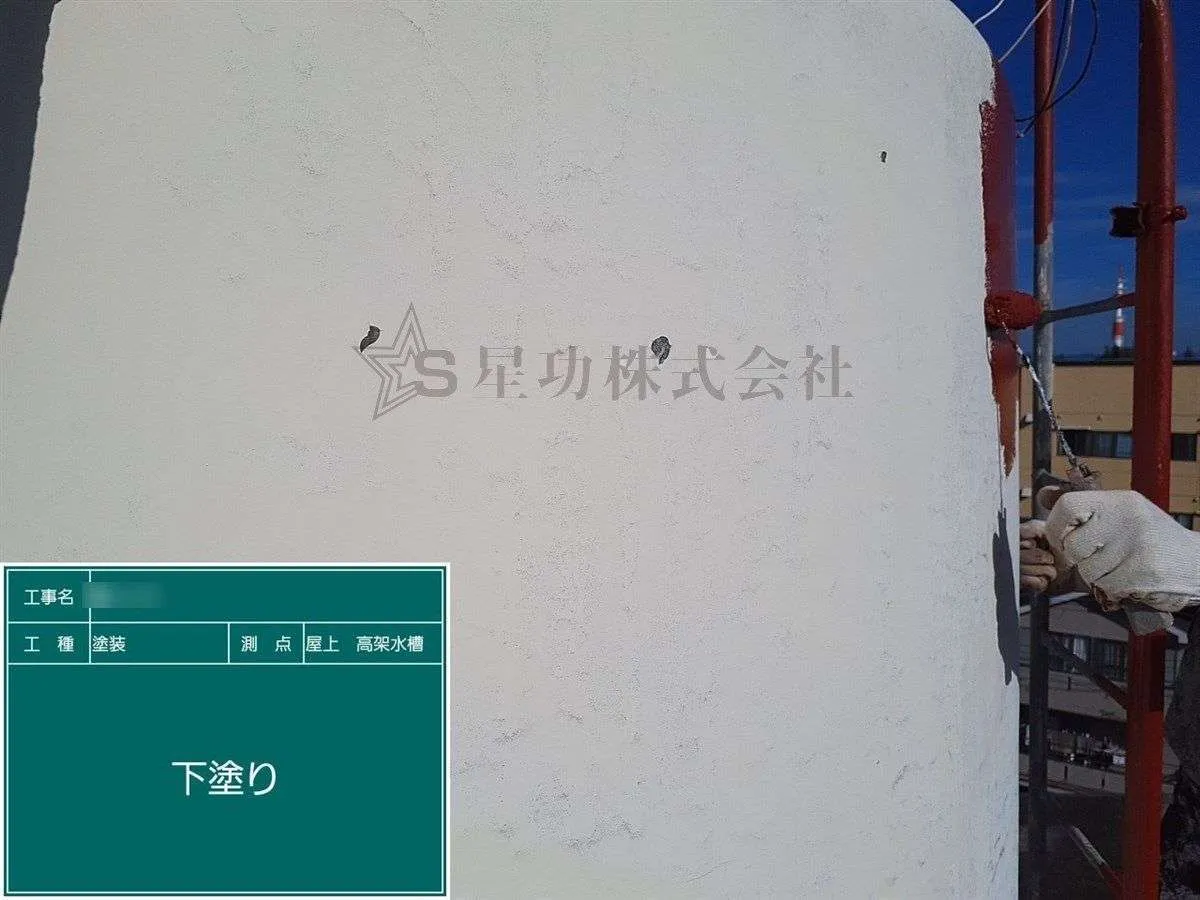 S 星功株式会社
工事名
工 種 塗装 測 点 屋上 高架水槽
下塗り